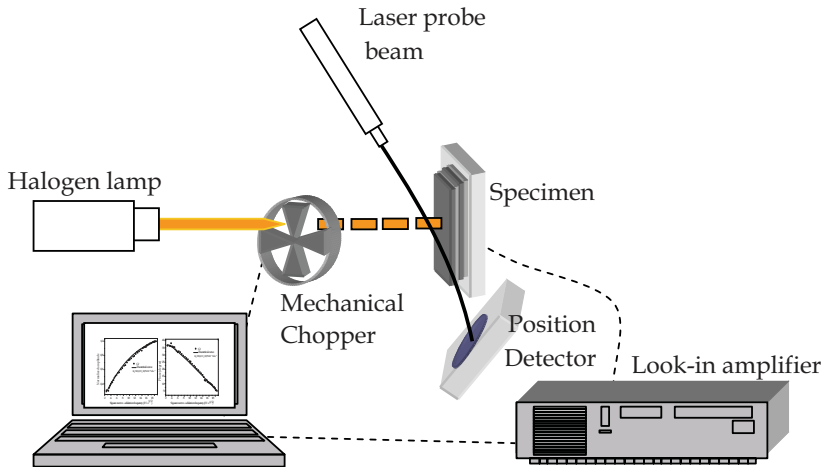 Laser probe
beam
Halogen lamp
Specimen
Mechanical
Chopper
Position
Detector
Look-in amplifier